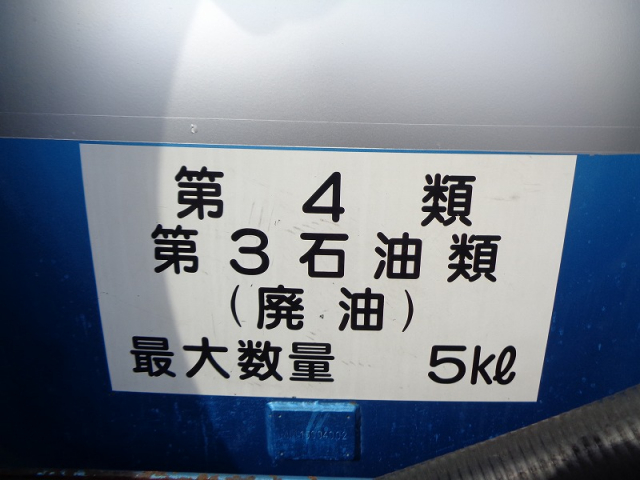 第4類
第3石油類
(廃油)
最大数量 5kℓ